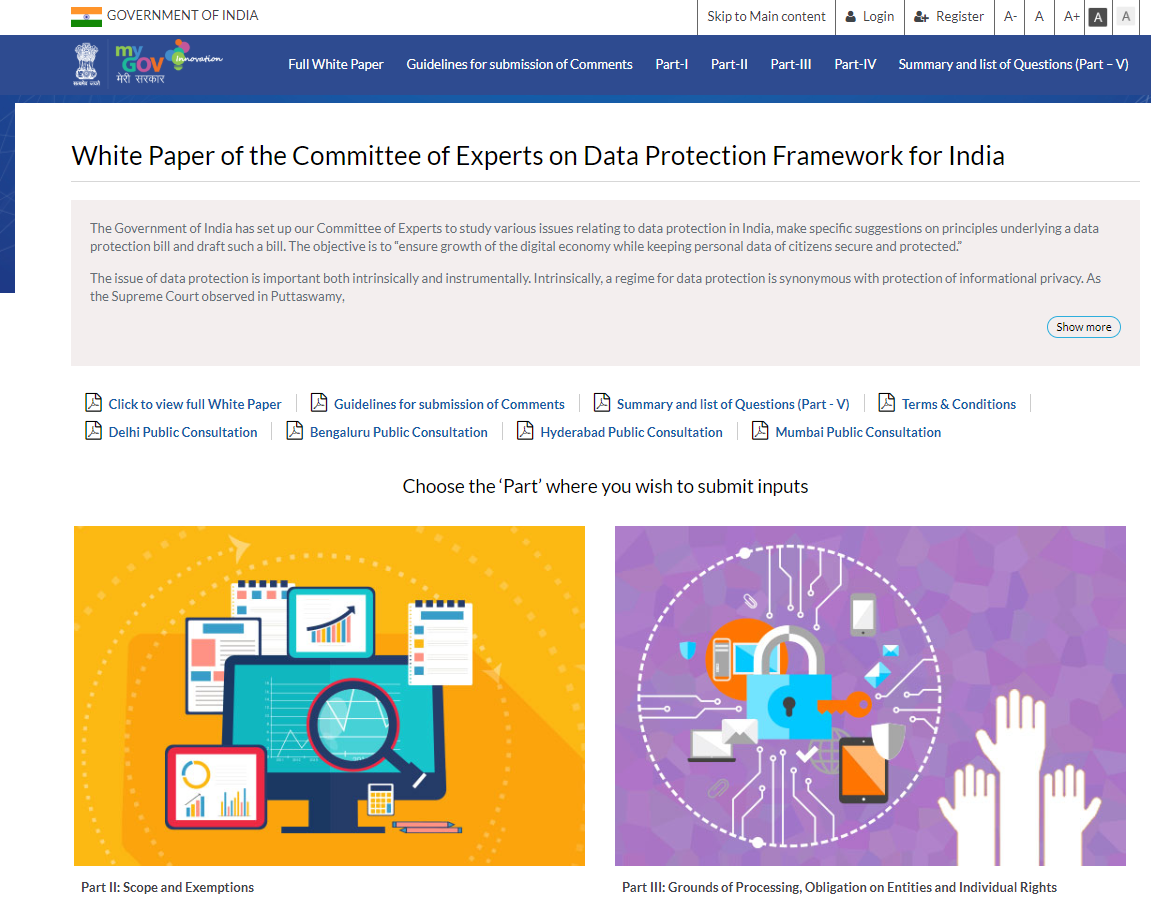 GOVERNMENT OF INDIA
Skip to Main content
Login
Register
A-
A
A+
A
A
सत्यमेव जयते
my
GOV
मेरी सरकार
Innovation
Full White Paper
Guidelines for submission of Comments
Part-I
Part-II
Part-III
Part-IV
Summary and list of Questions (Part – V)
White Paper of the Committee of Experts on Data Protection Framework for India
The Government of India has set up our Committee of Experts to study various issues relating to data protection in India, make specific suggestions on principles underlying a data
protection bill and draft such a bill. The objective is to "ensure growth of the digital economy while keeping personal data of citizens secure and protected."
The issue of data protection is important both intrinsically and instrumentally. Intrinsically, a regime for data protection is synonymous with protection of informational privacy. As
the Supreme Court observed in Puttaswamy,
Show more
Click to view full White Paper
Guidelines for submission of Comments
Summary and list of Questions (Part - V)
Terms & Conditions
Delhi Public Consultation
Bengaluru Public Consultation
Hyderabad Public Consultation
Mumbai Public Consultation
Choose the ‘Part’ where you wish to submit inputs
Part II: Scope and Exemptions
Part III: Grounds of Processing, Obligation on Entities and Individual Rights